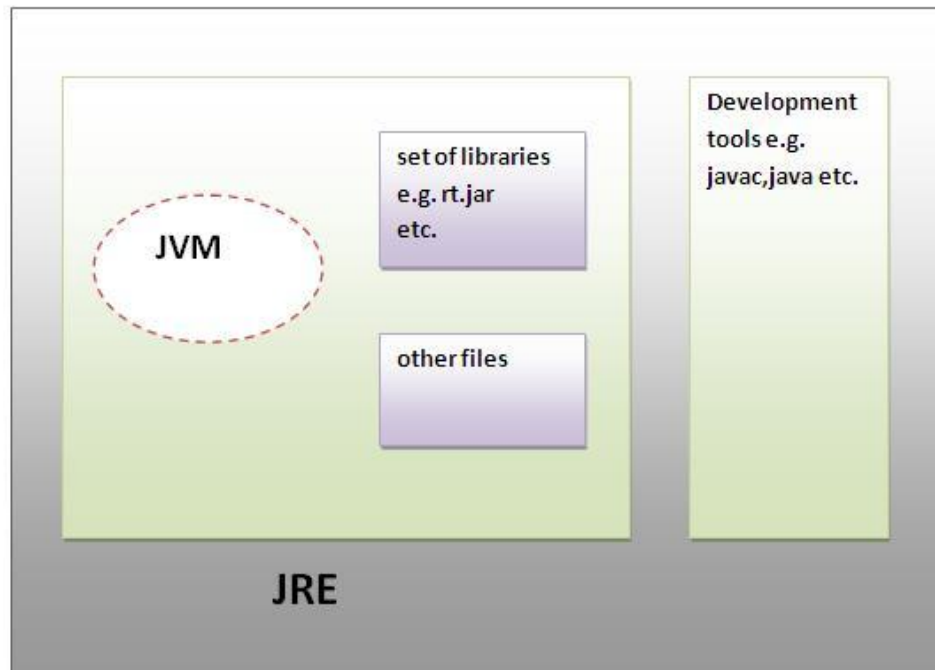 JVM
set of libraries
e.g. rt.jar
etc.
other files
Development
tools e.g.
javac,java etc.
JRE